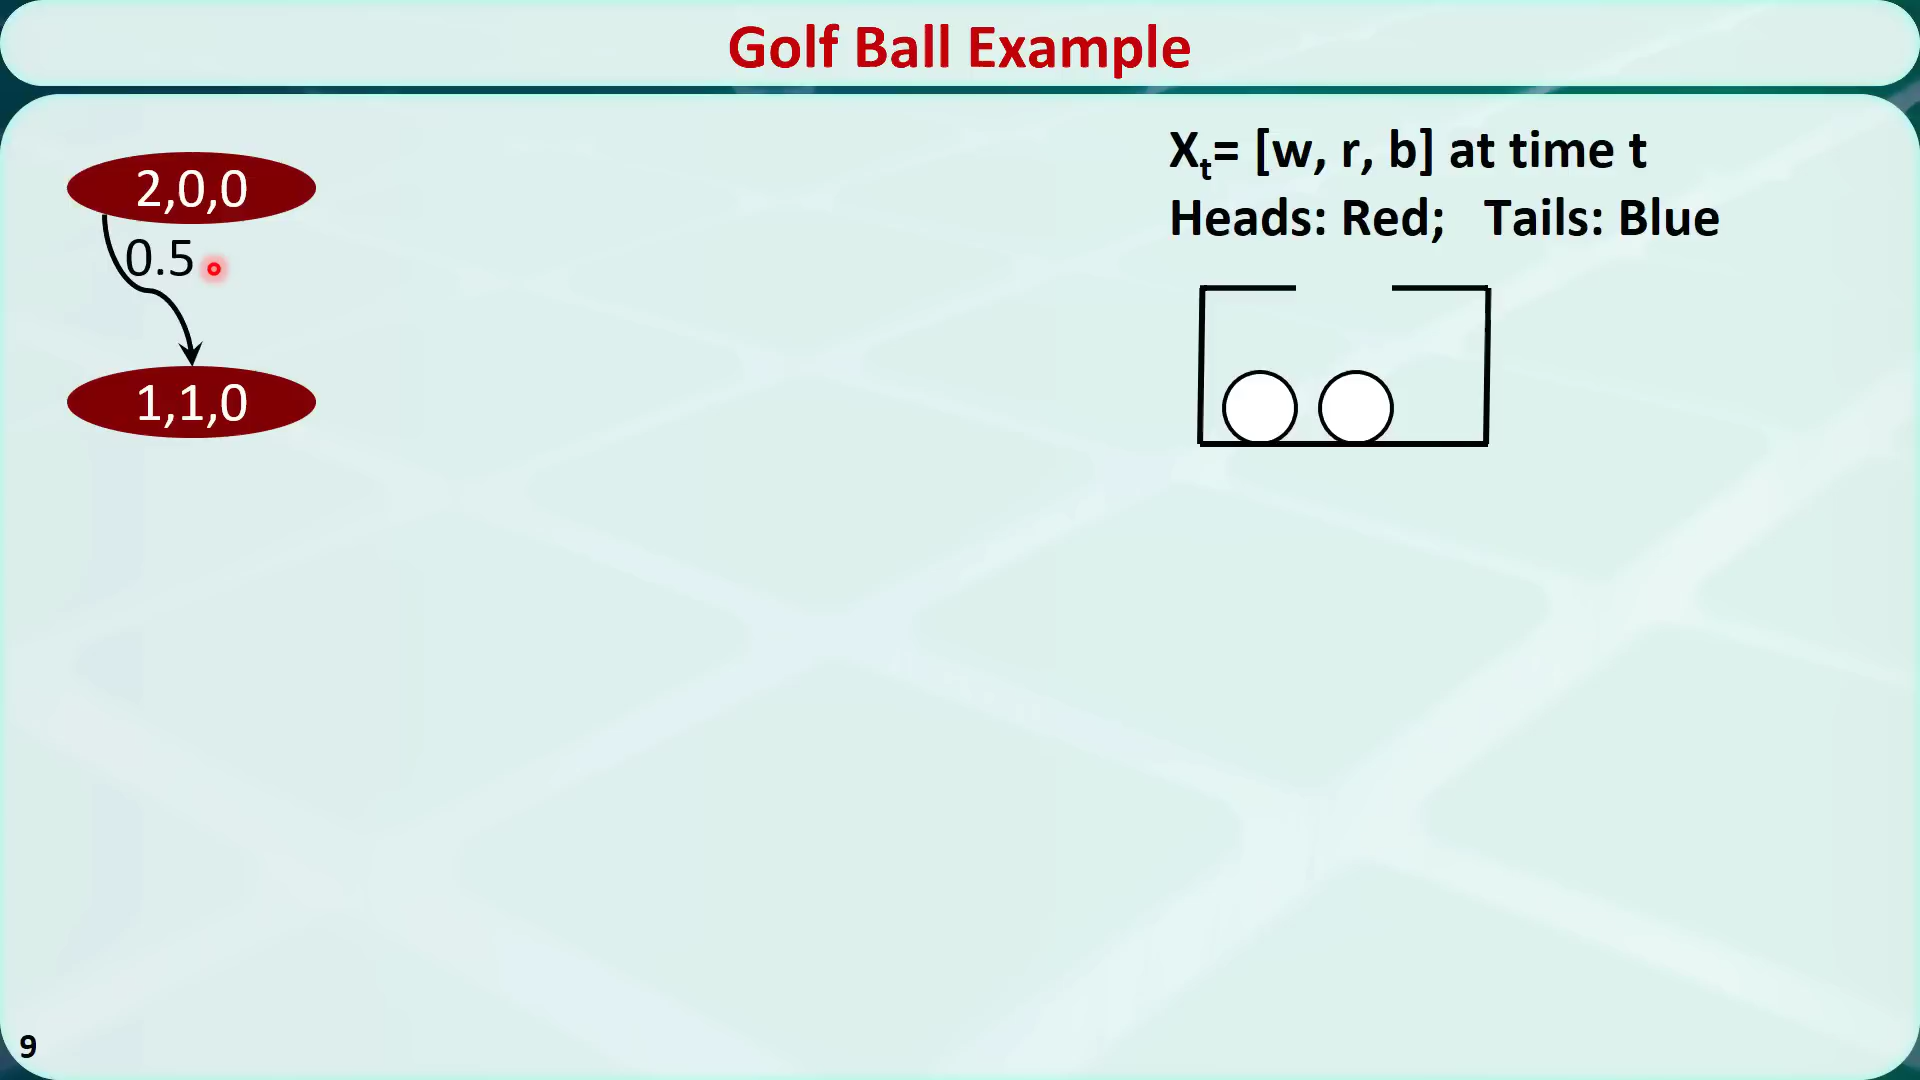 Golf Ball Example
2,0,0
0.5
1,1,0
Xt= [w, r, b] at time t
Heads: Red; Tails: Blue
9